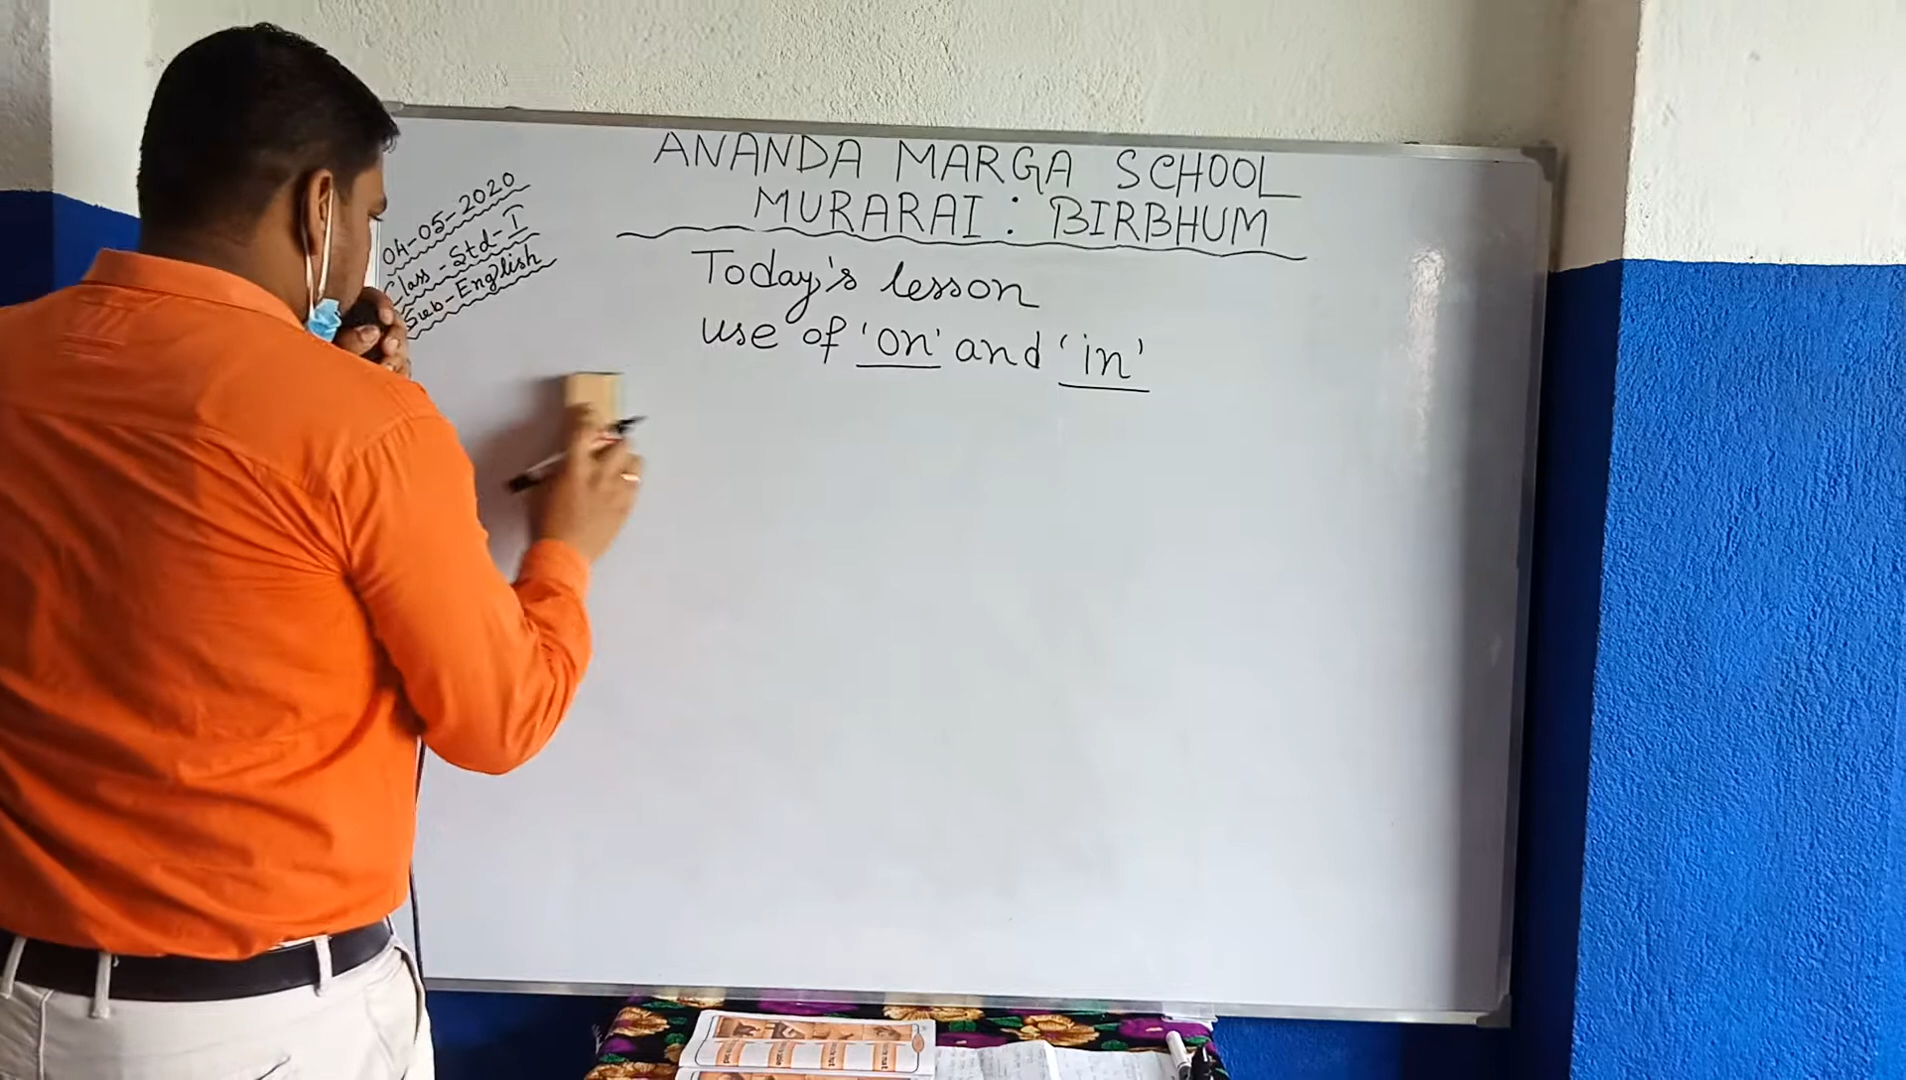 ANANDA MARGA SCHOOL
MURARAI : BIRBHUM
04-05-2020
Class - Std - I
Sub - English
Today's lesson
use of 'on' and 'in'